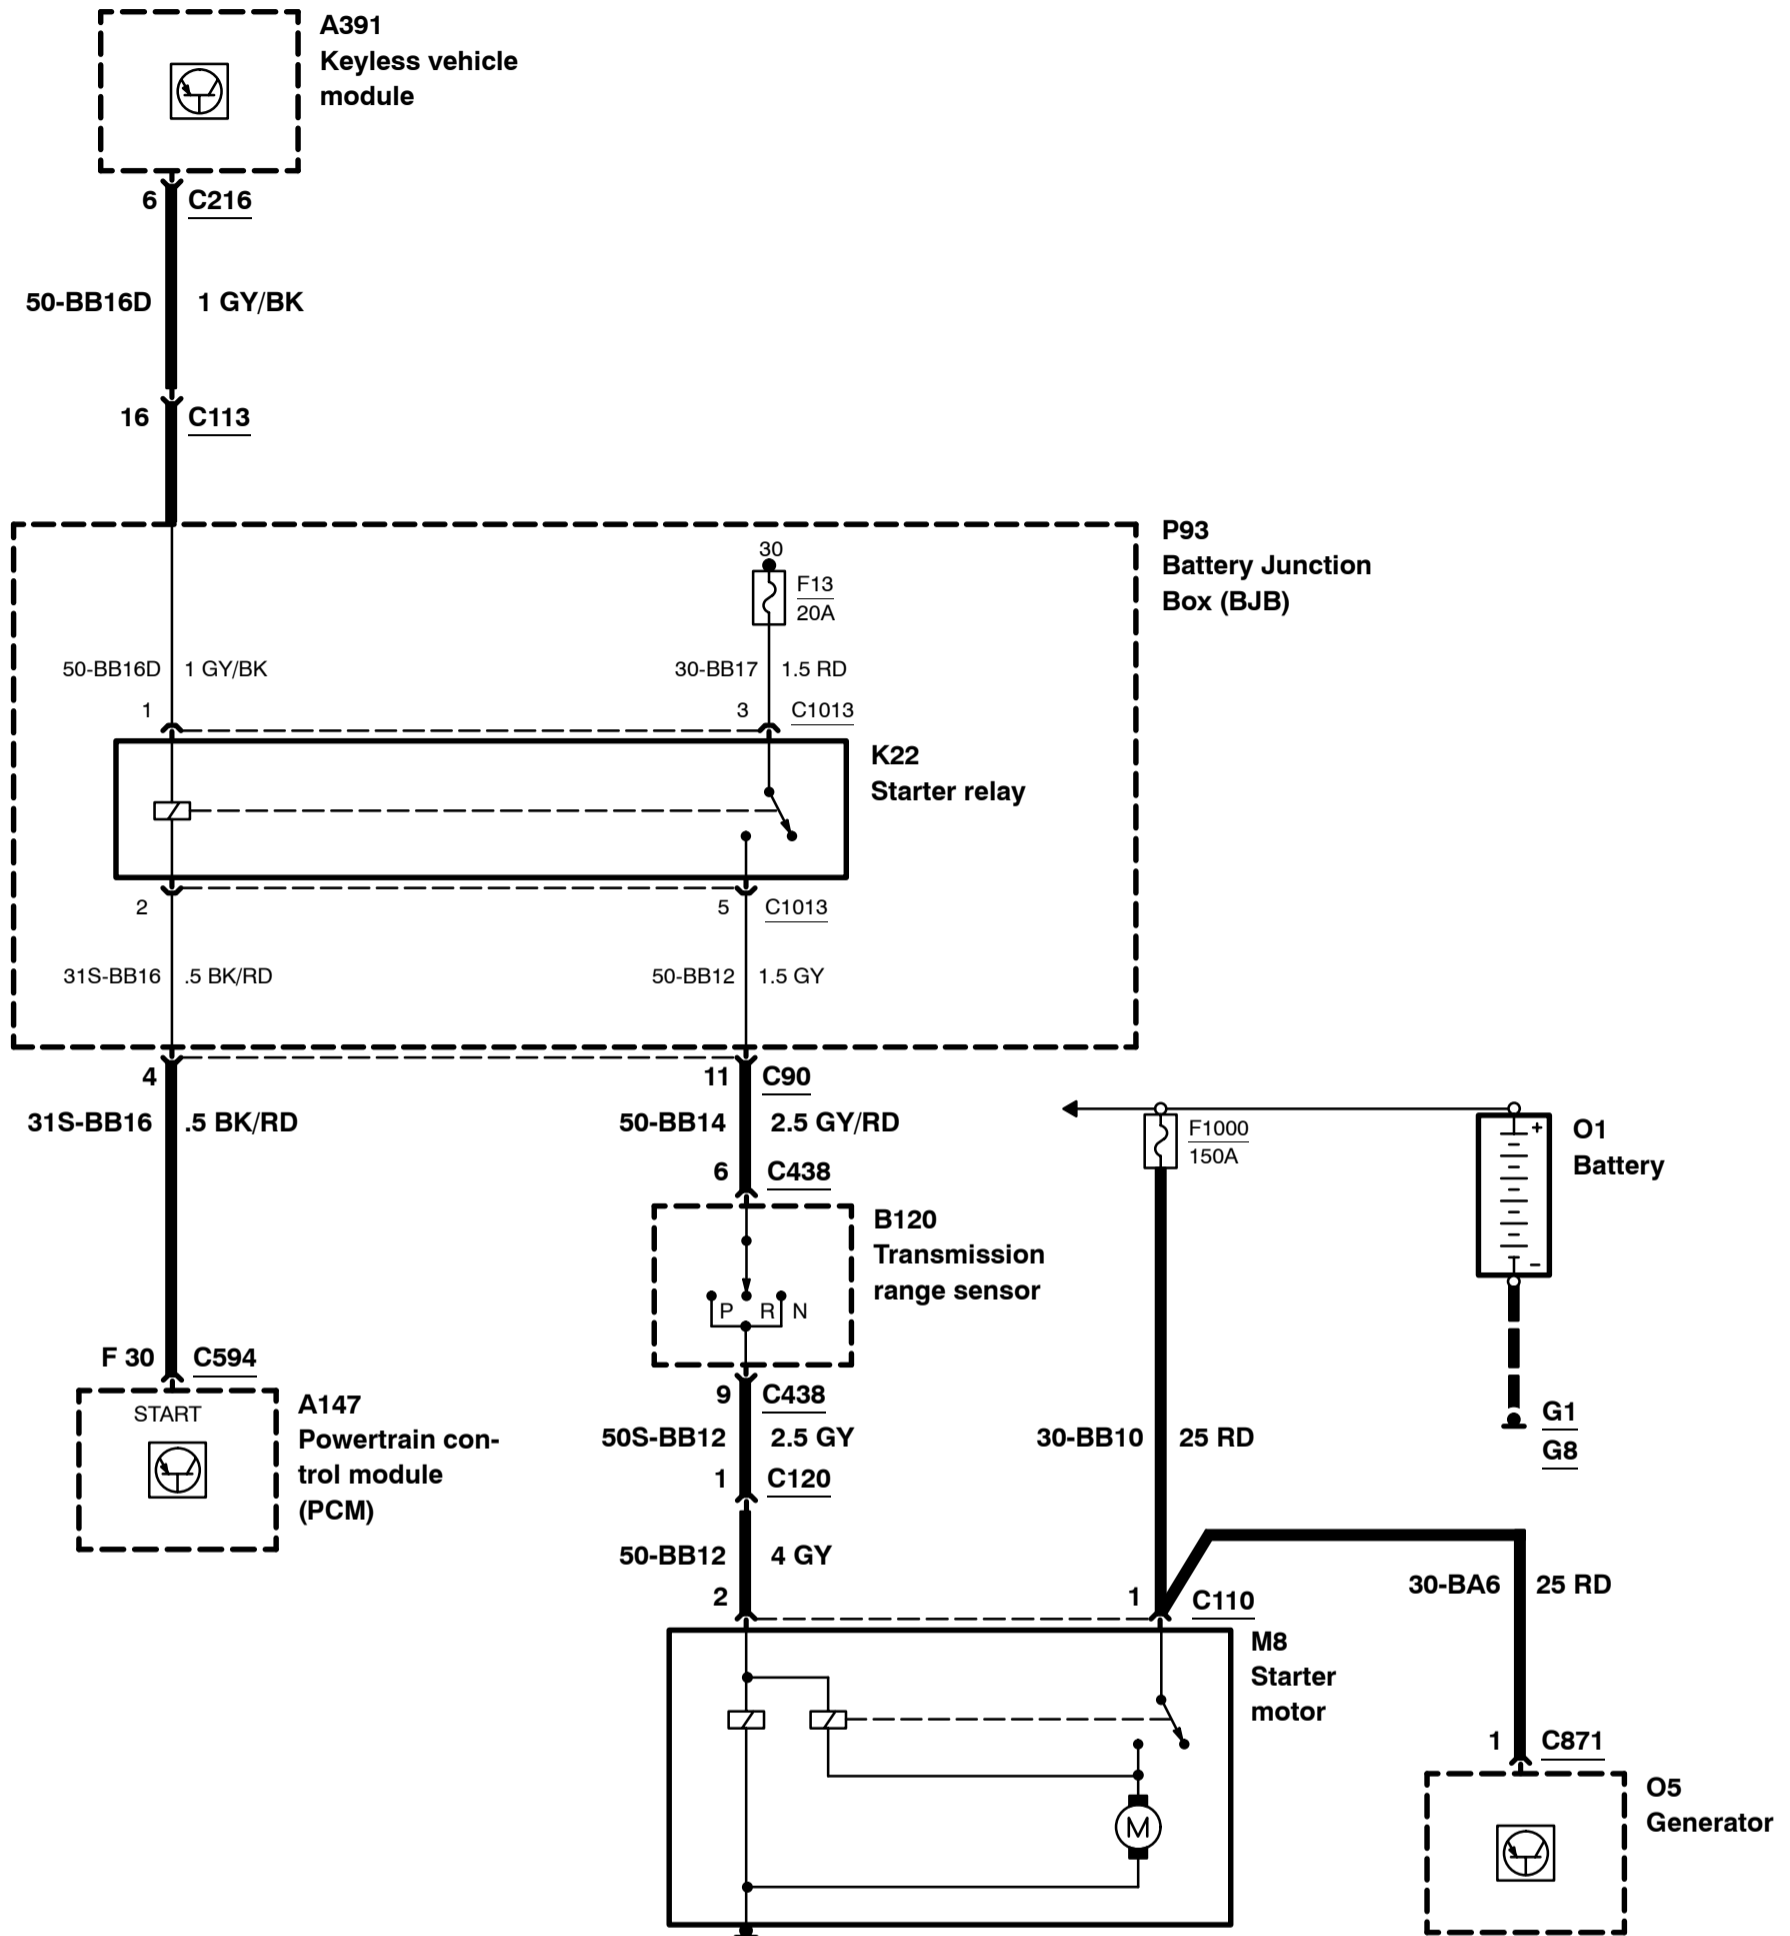 A391
Keyless vehicle
module
6 C216
50-BB16D 1 GY/BK
16 C113
P93
Battery Junction
Box (BJB)
30
F13
20A
50-BB16D 1 GY/BK
30-BB17 1.5 RD
1
3 C1013
K22
Starter relay
2
5 C1013
31S-BB16 .5 BK/RD
50-BB12 1.5 GY
4
11 C90
31S-BB16 .5 BK/RD
50-BB14 2.5 GY/RD
6 C438
F1000
150A
+
-
O1
Battery
B120
Transmission
range sensor
P R N
F 30 C594
START
A147
Powertrain con-
trol module
(PCM)
9 C438
50S-BB12 2.5 GY
1 C120
30-BB10 25 RD
G1
G8
50-BB12 4 GY
2
1 C110
30-BA6 25 RD
M8
Starter
motor
M
1 C871
O5
Generator